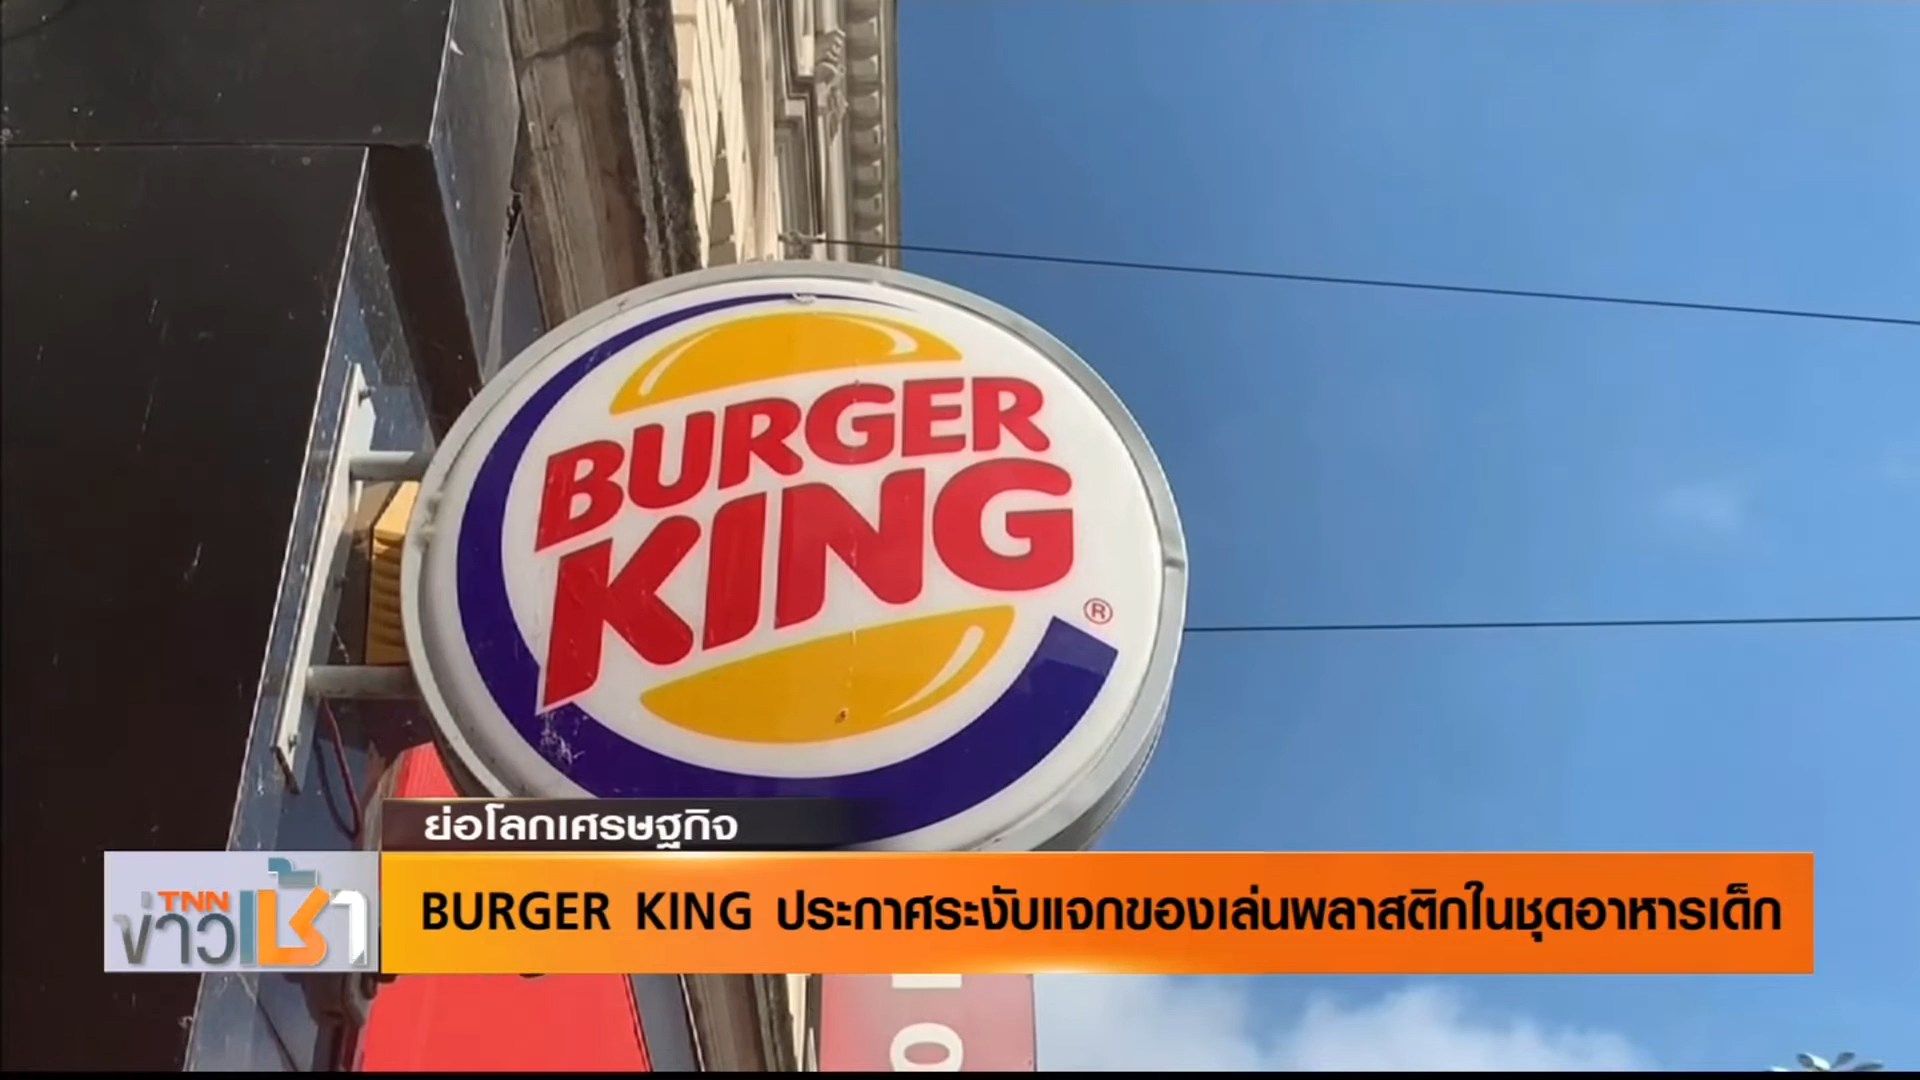 BURGER
KING
®
ย่อโลกเศรษฐกิจ
TNN
ข่าวเช้า
BURGER KING ประกาศระงับแจกของเล่นพลาสติกในชุดอาหารเด็ก